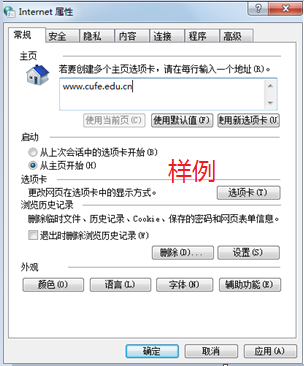 Internet 属性
常规 安全 隐私 内容 连接 程序 高级
主页
若要创建多个主页选项卡，请在每行输入一个地址(R)。
www.cufe.edu.cn
使用当前页(C) 使用默认值(F) 使用新选项卡(U)
启动
从上次会话中的选项卡开始(B)
从主页开始(H)
样例
选项卡
更改网页在选项卡中的显示方式。 选项卡(T)
浏览历史记录
删除临时文件、历史记录、Cookie、保存的密码和网页表单信息。
退出时删除浏览历史记录(W)
删除(D)... 设置(S)
外观
颜色(O) 语言(L) 字体(N) 辅助功能(E)
确定 取消 应用(A)